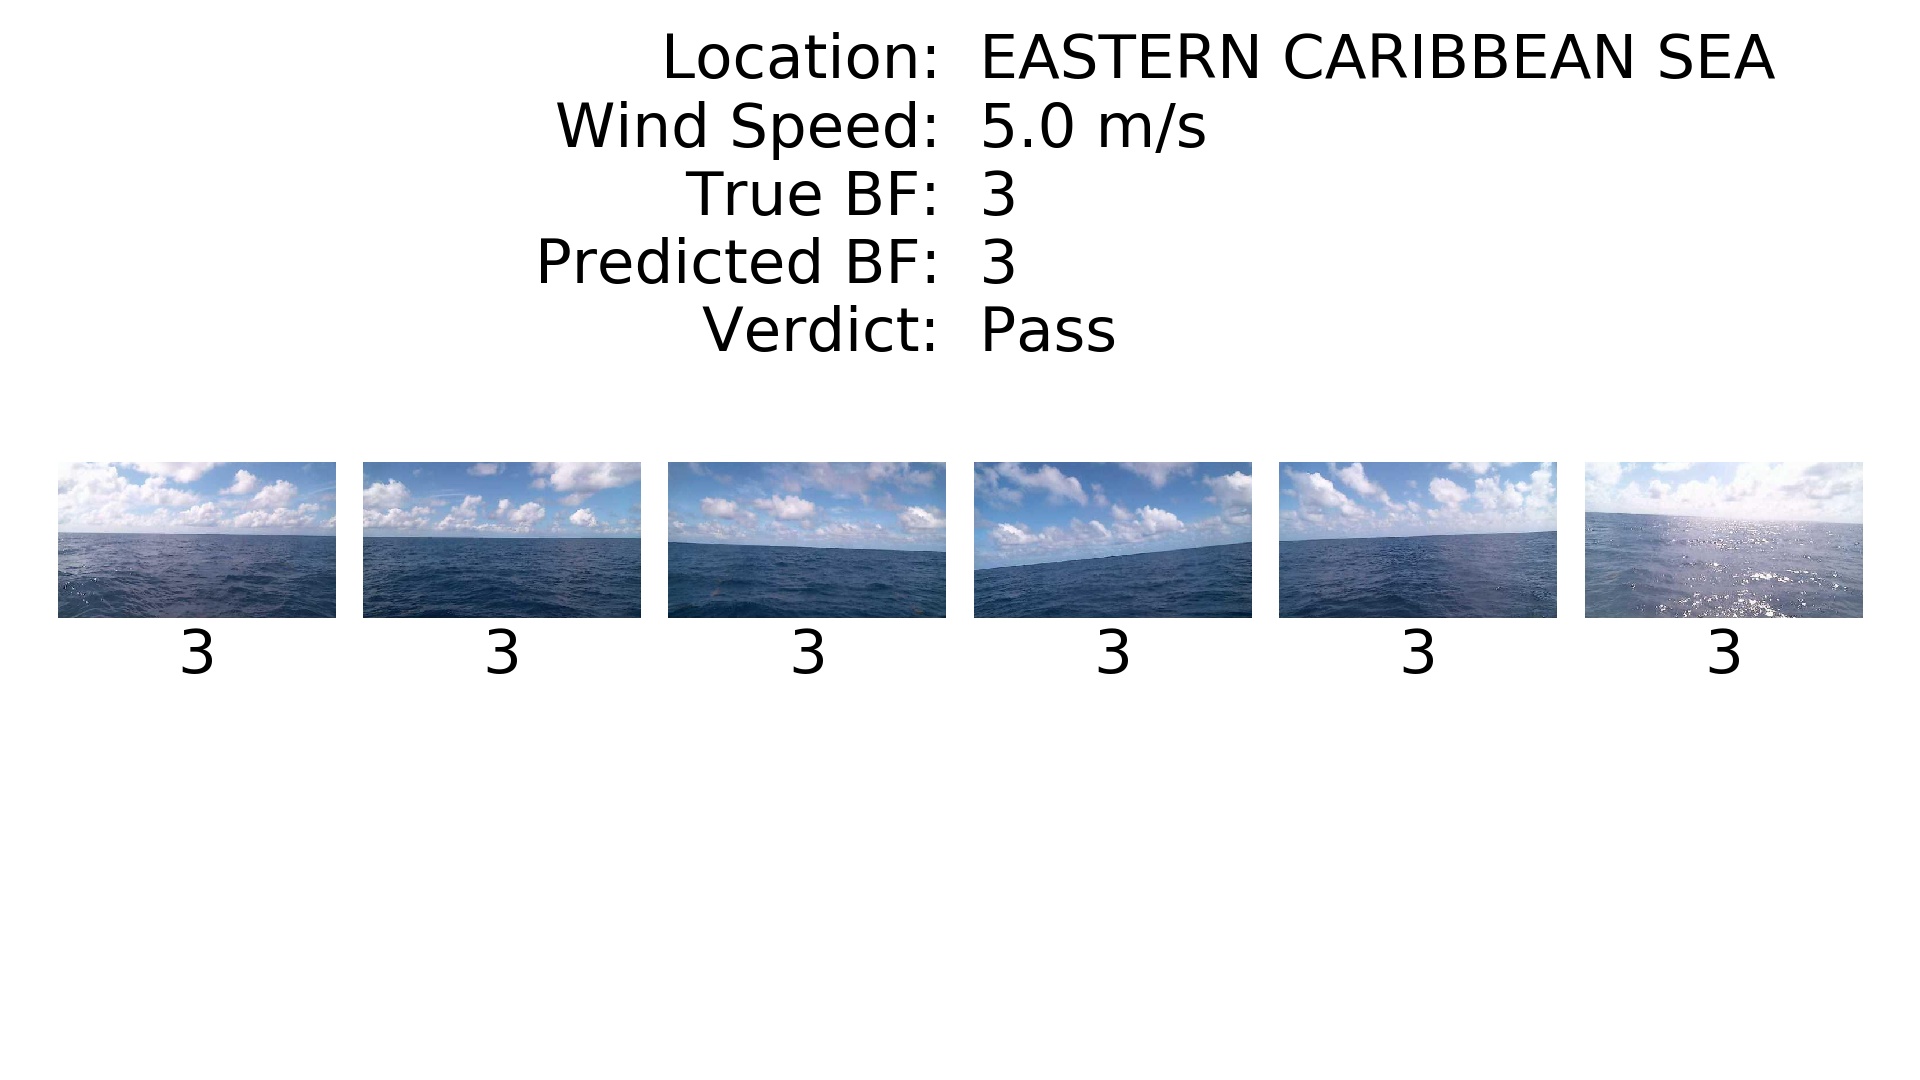 Location: EASTERN CARIBBEAN SEA
Wind Speed: 5.0 m/s
True BF: 3
Predicted BF: 3
Verdict: Pass
3 3 3 3 3 3